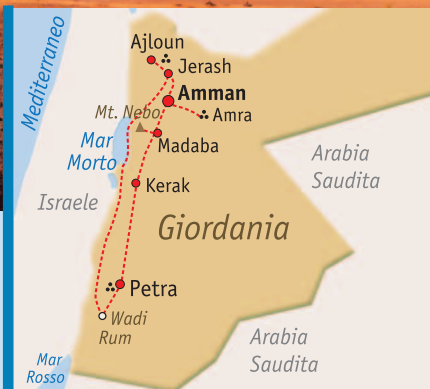 Mediterraneo
Ajloun
Jerash
Amman
Mt. Nebo
Amra
Mar
Morto
Madaba
Arabia
Saudita
Israele
Kerak
Giordania
Petra
Wadi
Rum
Arabia
Saudita
Mar
Rosso